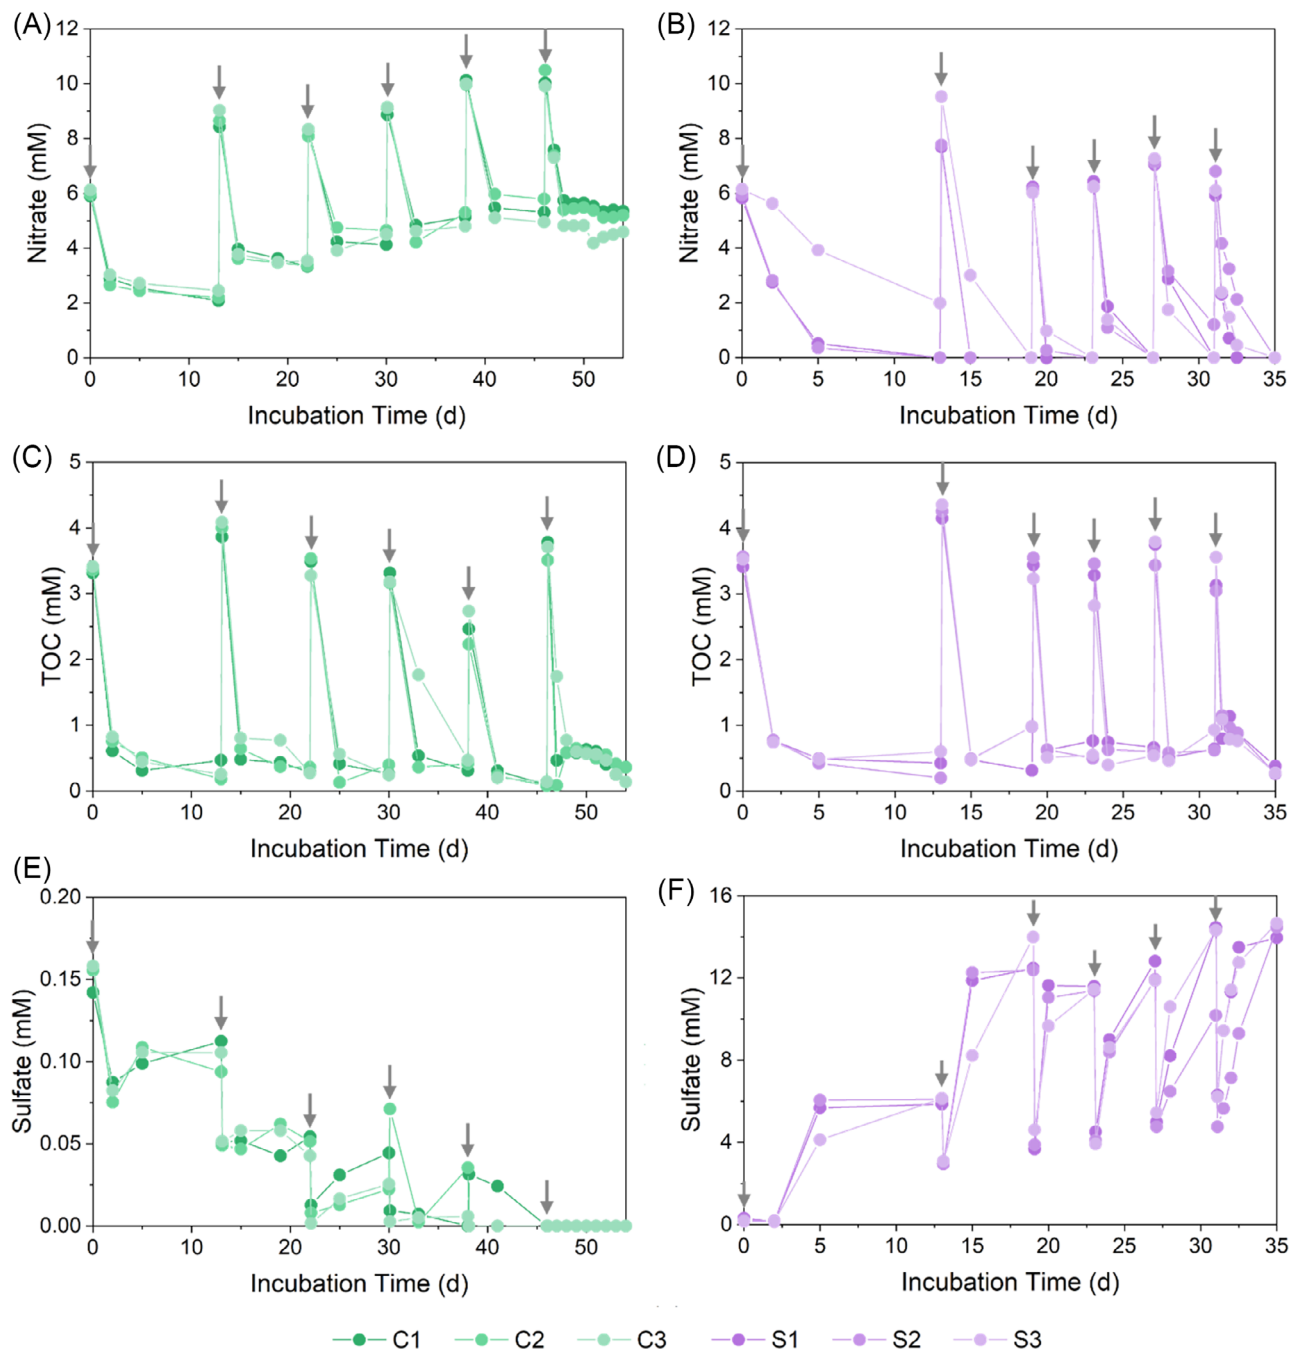 (A)
12
10
8
6
4
2
0
Nitrate (mM)
0 10 20 30 40 50
Incubation Time (d)
(B)
12
10
8
6
4
2
0
Nitrate (mM)
0 5 10 15 20 25 30 35
Incubation Time (d)
(C)
5
4
3
2
1
0
TOC (mM)
0 10 20 30 40 50
Incubation Time (d)
(D)
5
4
3
2
1
0
TOC (mM)
0 5 10 15 20 25 30 35
Incubation Time (d)
(E)
0.20
0.15
0.10
0.05
0.00
Sulfate (mM)
0 10 20 30 40 50
Incubation Time (d)
(F)
16
12
8
4
0
Sulfate (mM)
0 5 10 15 20 25 30 35
Incubation Time (d)
C1 C2 C3 S1 S2 S3